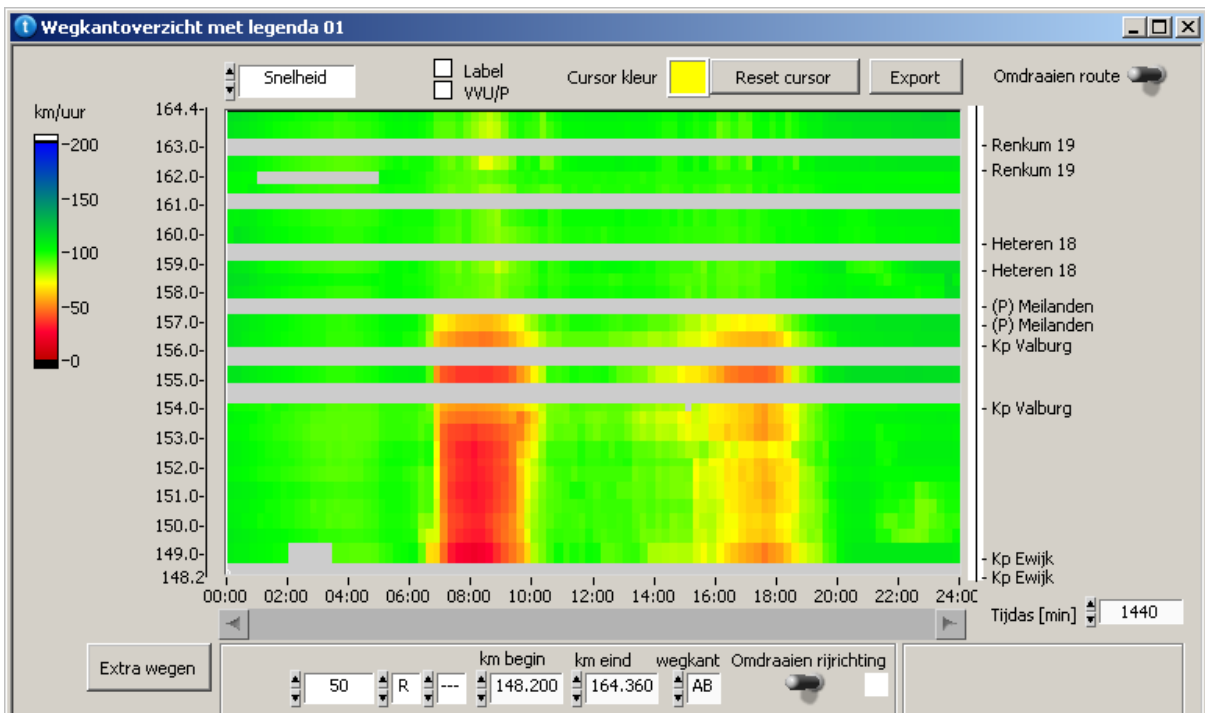 Wegkantoverzicht met legenda 01
Snelheid
Label
VVU/P
Cursor kleur
Reset cursor
Export
Omdraaien route
km/uur
-200
-150
-100
-50
-0
164.4-
163.0-
162.0-
161.0-
160.0-
159.0-
158.0-
157.0-
156.0-
155.0-
154.0-
153.0-
152.0-
151.0-
150.0-
149.0-
148.2
- Renkum 19
- Renkum 19
- Heteren 18
- Heteren 18
- (P) Meilanden
- (P) Meilanden
- Kp Valburg
- Kp Valburg
- Kp Ewijk
- Kp Ewijk
00:00 02:00 04:00 06:00 08:00 10:00 12:00 14:00 16:00 18:00 20:00 22:00 24:00
Tijdas [min] 1440
Extra wegen
km begin km eind wegkant Omdraaien rijrichting
50 R --- 148.200 164.360 AB